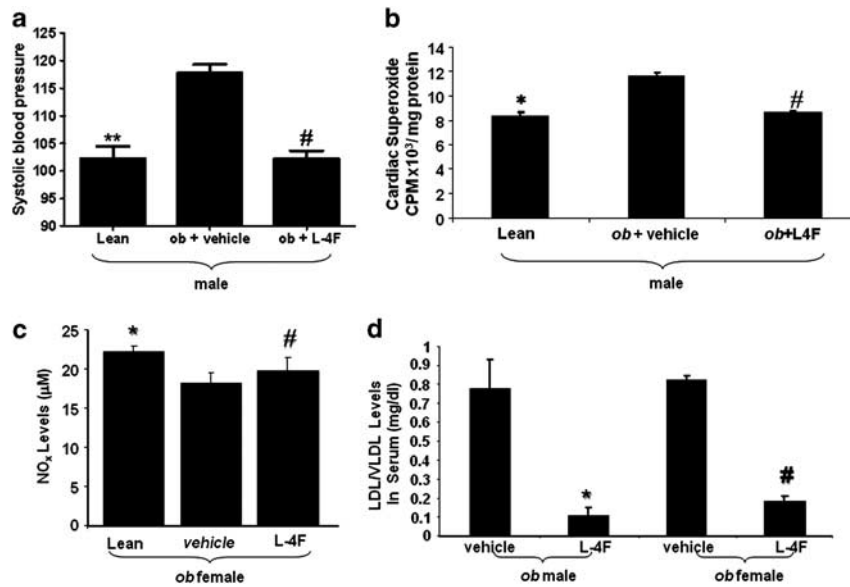 a
Systolic blood pressure
125
120
115
110
105
100
95
90
**
#
Lean
ob + vehicle
ob + L-4F
male
b
Cardiac Superoxide
CPM x10³/ mg protein
14
12
10
8
6
4
2
0
*
#
Lean
ob + vehicle
ob+L4F
male
c
NOx Levels (µM)
25
20
15
10
5
0
*
#
Lean
vehicle
L-4F
ob female
d
LDL/VLDL Levels
In Serum (mg/dl)
1
0.9
0.8
0.7
0.6
0.5
0.4
0.3
0.2
0.1
0
*
#
vehicle
L-4F
vehicle
L-4F
ob male
ob female